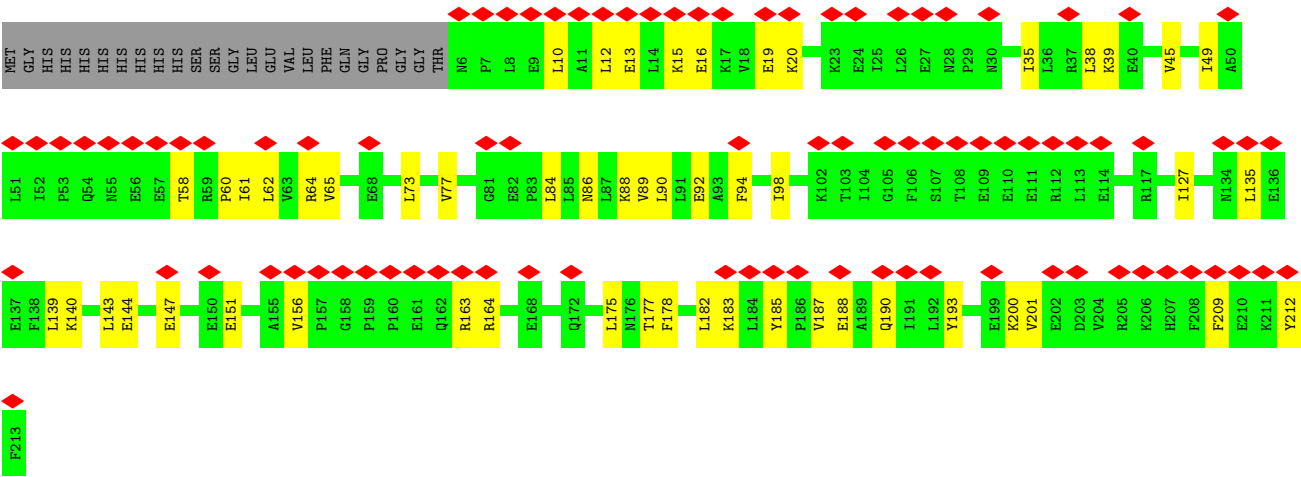 MET GLY HIS HIS HIS HIS HIS HIS HIS HIS SER SER GLY LEU GLU VAL LEU PHE GLN GLY PRO GLY GLY THR N6 P7 L8 E9 L10 A11 L12 E13 L14 K15 E16 K17 V18 E19 K20 K23 E24 I25 L26 E27 N28 P29 N30 I35 L36 R37 L38 K39 E40 V45 I49 A50
L51 I52 P53 Q54 N55 E56 E57 T58 R59 P60 I61 L62 V63 R64 V65 E68 L73 V77 G81 E82 P83 L84 L85 N86 L87 K88 V89 L90 L91 E92 A93 F94 I98 K102 T103 I104 G105 F106 S107 T108 E109 E110 E111 R112 L113 E114 R117 I127 N134 L135 E136
E137 F138 L139 K140 L143 E144 E147 E150 E151 A155 V156 P157 G158 P159 P160 E161 Q162 R163 R164 E168 Q172 L175 N176 T177 F178 L182 K183 L184 Y185 P186 V187 E188 A189 Q190 I191 L192 Y193 E199 K200 V201 E202 D203 V204 R205 K206 H207 F208 F209 E210 K211 Y212
F213